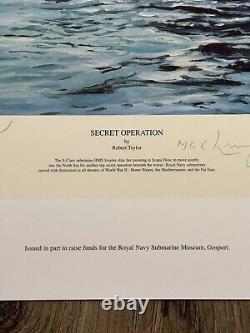 SECRET OPERATION
by
Robert Taylor
The S-Class submarine HMS Sceptre slips her mooring in Scapa Flow, to move quietly
into the North Sea for another top secret operation beneath the waves. Royal Navy submarines
served with distinction in all theatres of World War II - Home Waters, the Mediterranean, and the Far East.
Issued in part to raise funds for the Royal Navy Submarine Museum, Gosport.